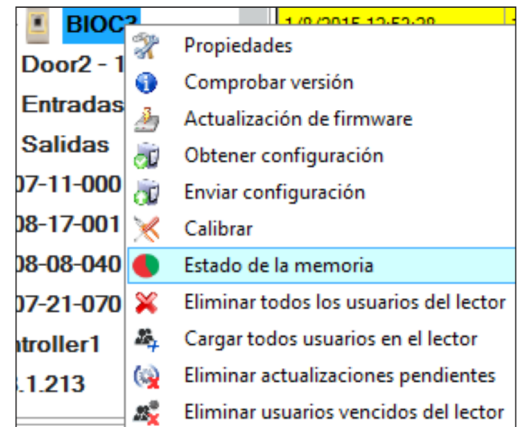 BIOC2
1/8/2015 12:52:28
Propiedades
Door2 - 1
Comprobar versión
Entradas
Actualización de firmware
Salidas
Obtener configuración
07-11-000
Enviar configuración
08-17-001
Calibrar
08-08-040
Estado de la memoria
07-21-070
Eliminar todos los usuarios del lector
ntroller1
Cargar todos usuarios en el lector
.1.213
Eliminar actualizaciones pendientes
Eliminar usuarios vencidos del lector